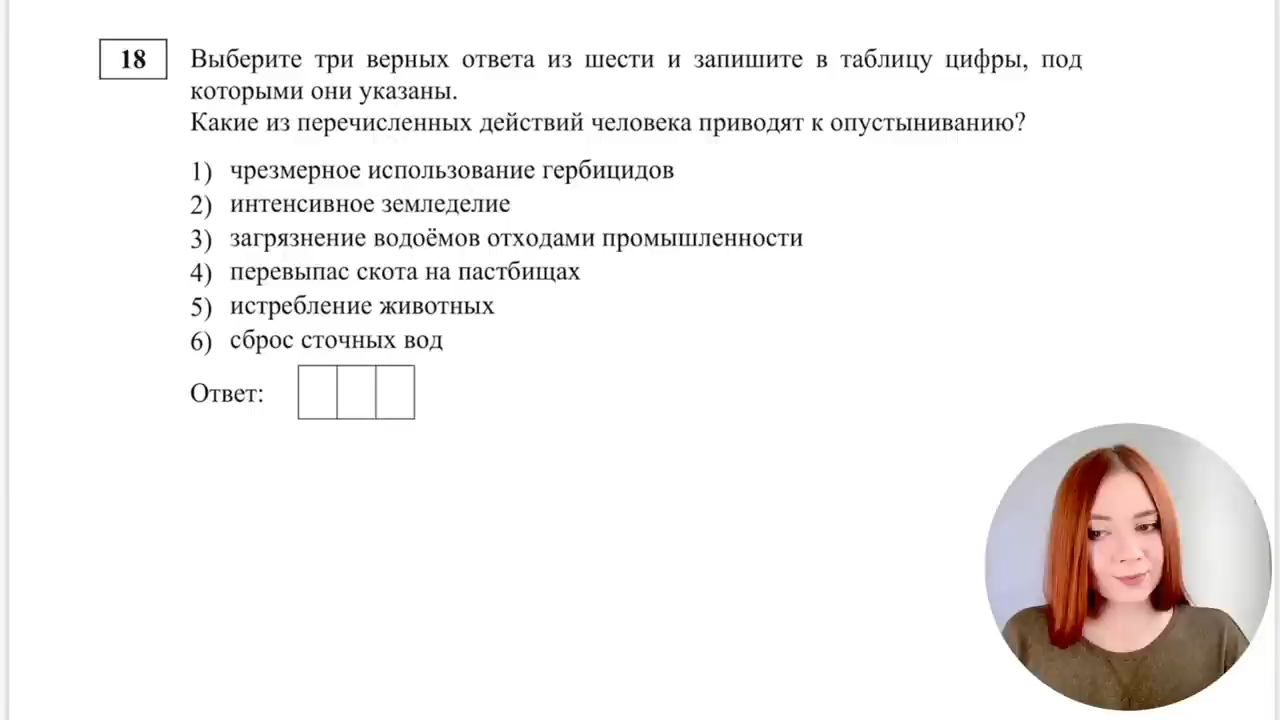 18
Выберите три верных ответа из шести и запишите в таблицу цифры, под
которыми они указаны.
Какие из перечисленных действий человека приводят к опустыниванию?
1) чрезмерное использование гербицидов
2) интенсивное земледелие
3) загрязнение водоёмов отходами промышленности
4) перевыпас скота на пастбищах
5) истребление животных
6) сброс сточных вод
Ответ: